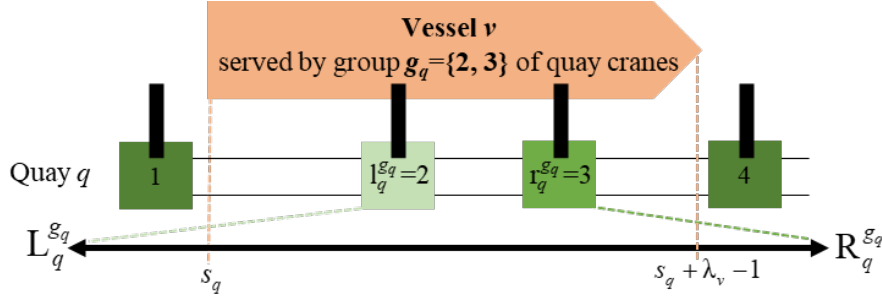 Vessel v
served by group g_q={2, 3} of quay cranes
Quay q 1 l_q^{g_q}=2 r_q^{g_q}=3 4
L_q^{g_q} R_q^{g_q}
s_q s_q + λ_v −1